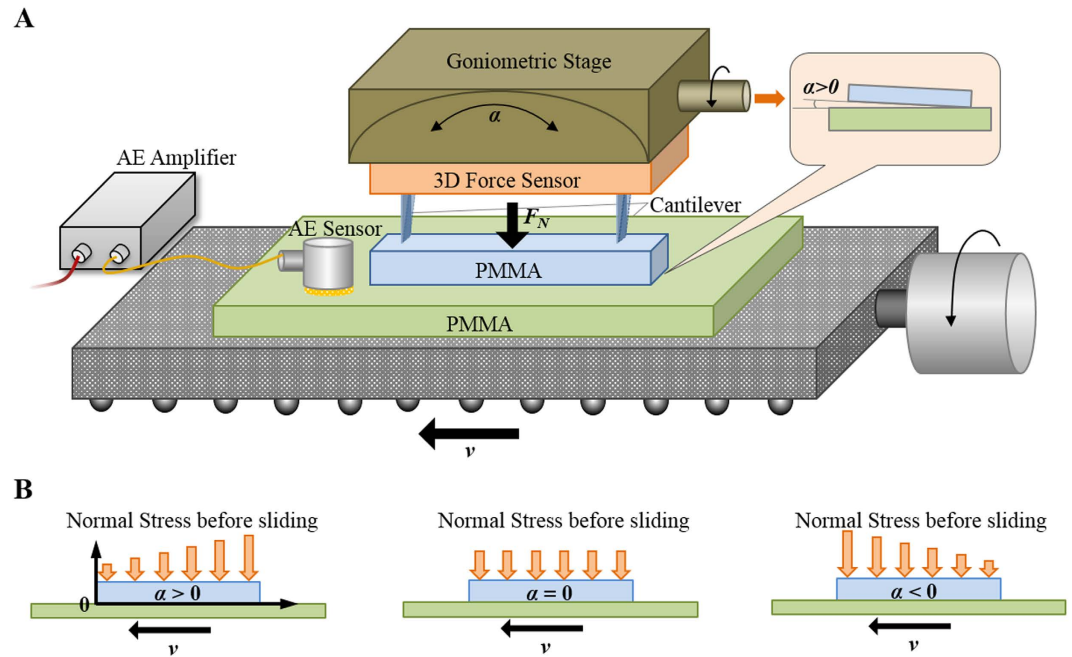 A
Goniometric Stage
α
α>0
AE Amplifier
3D Force Sensor
Cantilever
F_N
AE Sensor
PMMA
PMMA
v
B
Normal Stress before sliding
Normal Stress before sliding
Normal Stress before sliding
0
α > 0
α = 0
α < 0
v
v
v